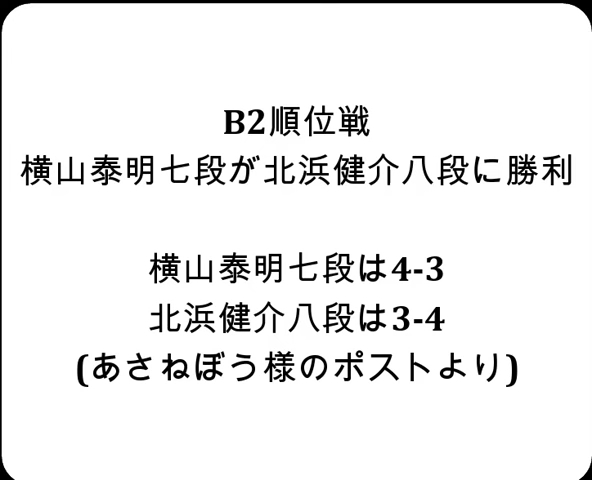 B2順位戦
横山泰明七段が北浜健介八段に勝利
横山泰明七段は4-3
北浜健介八段は3-4
(あさねぼう様のポストより)